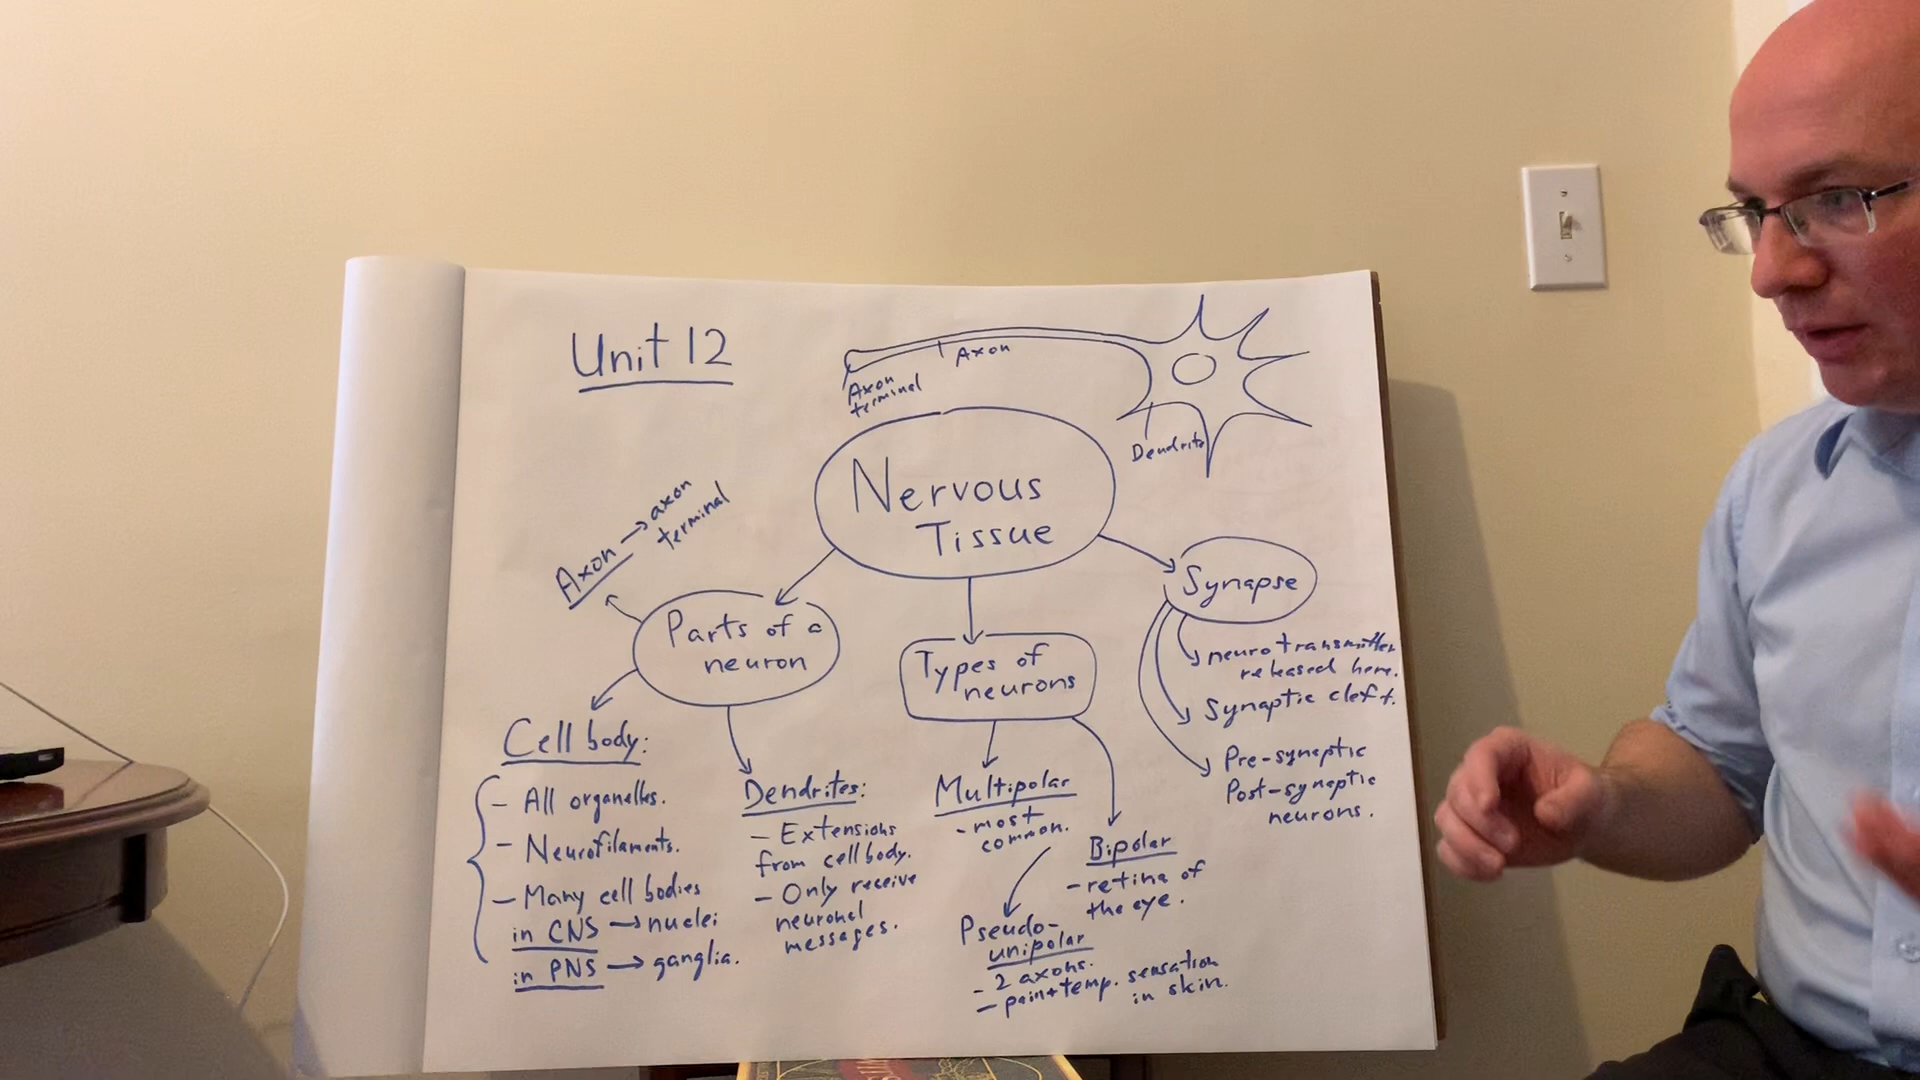 Unit 12
Axon
Axon
terminal
Dendrite
Nervous
Tissue
Axon → axon
terminal
Parts of a
neuron
Types of
neurons
Synapse
neurotransmitter
released here.
Synaptic cleft.
Pre-synaptic
Post-synaptic
neurons.
Cell body:
- All organelles.
- Neurofilaments.
- Many cell bodies
in CNS → nuclei
in PNS → ganglia.
Dendrites:
- Extensions
from cell body.
- Only receive
neuronal
messages.
Multipolar
- most
common.
Bipolar
- retina of
the eye.
Pseudo-
unipolar
- 2 axons.
- pain + temp. sensation
in skin.